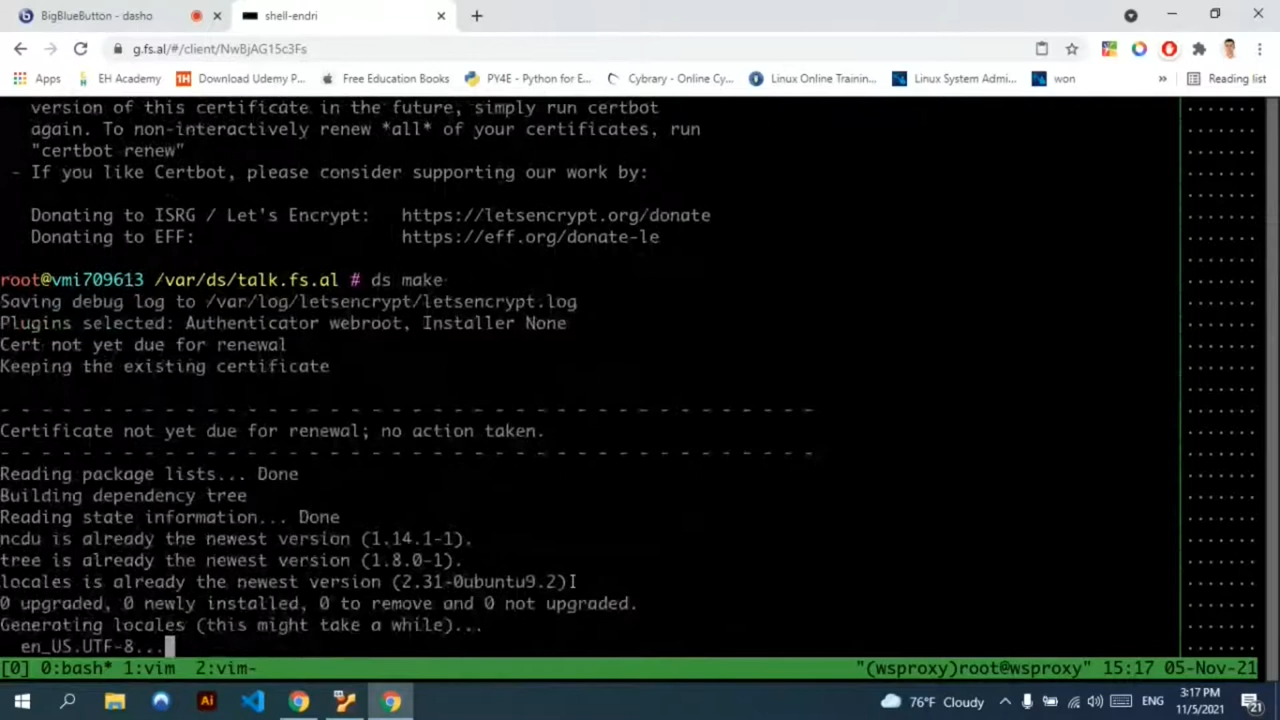 BigBlueButton - dasho
shell-endri
g.fs.al/#/client/NwBjAG15c3Fs
Apps
EH Academy
Download Udemy P...
Free Education Books
PY4E - Python for E...
Cybrary - Online Cy...
Linux Online Trainin...
Linux System Admi...
won
»
Reading list
version of this certificate in the future, simply run certbot
again. To non-interactively renew *all* of your certificates, run
"certbot renew"
- If you like Certbot, please consider supporting our work by:
Donating to ISRG / Let's Encrypt:   https://letsencrypt.org/donate
Donating to EFF:                    https://eff.org/donate-le
root@vmi709613 /var/ds/talk.fs.al # ds make
Saving debug log to /var/log/letsencrypt/letsencrypt.log
Plugins selected: Authenticator webroot, Installer None
Cert not yet due for renewal
Keeping the existing certificate
- - - - - - - - - - - - - - - - - - - - - - - - - - - - - - - - - - - - - - - -
Certificate not yet due for renewal; no action taken.
- - - - - - - - - - - - - - - - - - - - - - - - - - - - - - - - - - - - - - - -
Reading package lists... Done
Building dependency tree
Reading state information... Done
ncdu is already the newest version (1.14.1-1).
tree is already the newest version (1.8.0-1).
locales is already the newest version (2.31-0ubuntu9.2)
0 upgraded, 0 newly installed, 0 to remove and 0 not upgraded.
Generating locales (this might take a while)...
en_US.UTF-8...
[0] 0:bash* 1:vim  2:vim-
"(wsproxy)root@wsproxy" 15:17 05-Nov-21
Ai
76°F Cloudy
ENG
3:17 PM
11/5/2021
21